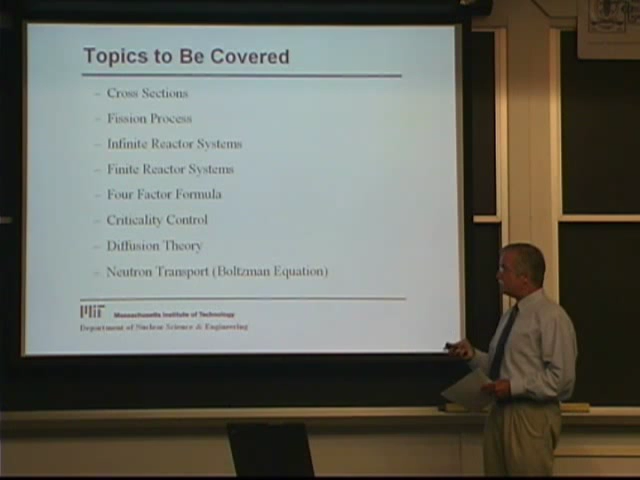 Topics to Be Covered
– Cross Sections
– Fission Process
– Infinite Reactor Systems
– Finite Reactor Systems
– Four Factor Formula
– Criticality Control
– Diffusion Theory
– Neutron Transport (Boltzman Equation)
MIT Massachusetts Institute of Technology
Department of Nuclear Science & Engineering